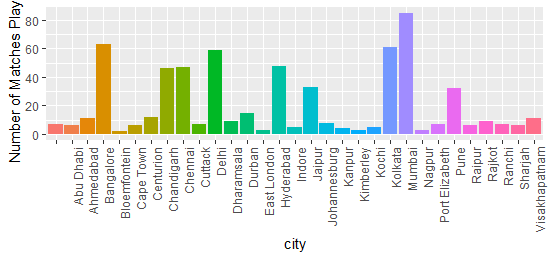 Number of Matches Play
80
60
40
20
0
Abu Dhabi
Ahmedabad
Bangalore
Bloemfontein
Cape Town
Centurion
Chandigarh
Chennai
Cuttack
Delhi
Dharamsala
Durban
East London
Hyderabad
Indore
Jaipur
Johannesburg
Kanpur
Kimberley
Kochi
Kolkata
Mumbai
Nagpur
Port Elizabeth
Pune
Raipur
Rajkot
Ranchi
Sharjah
Visakhapatnam
city